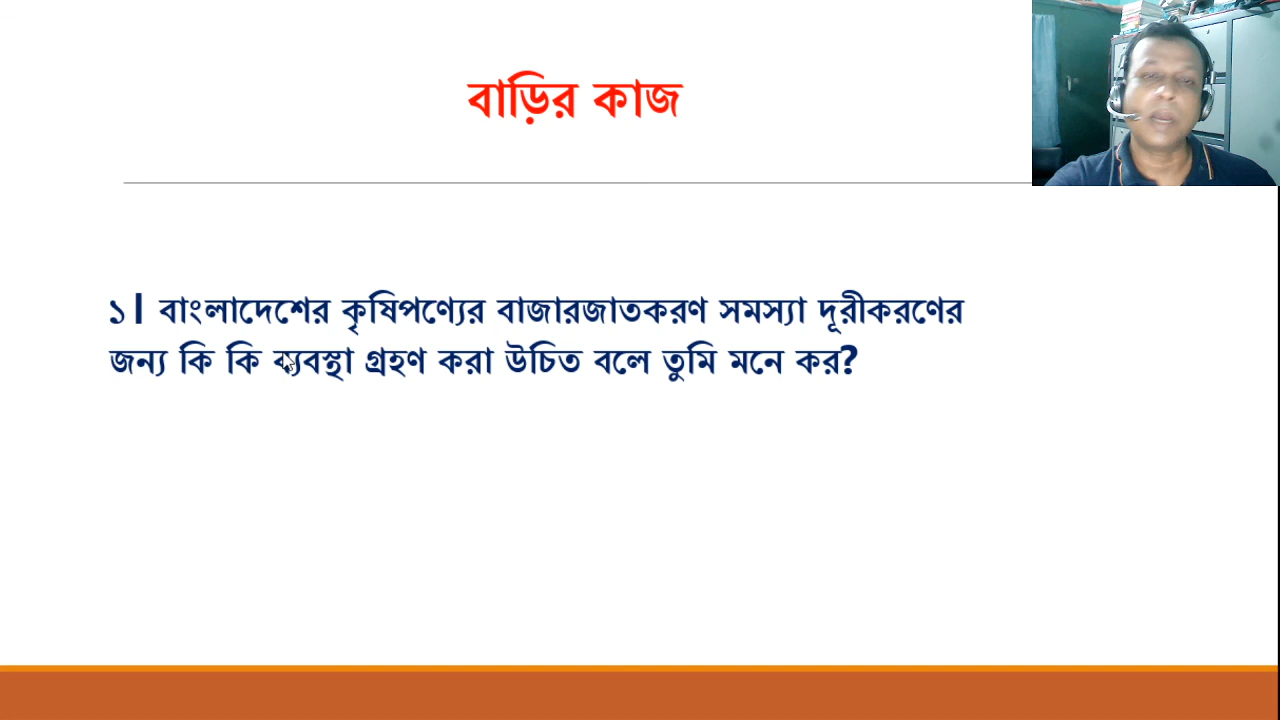 বাড়ির কাজ
১। বাংলাদেশের কৃষিপণ্যের বাজারজাতকরণ সমস্যা দূরীকরণের
জন্য কি কি ব্যবস্থা গ্রহণ করা উচিত বলে তুমি মনে কর?